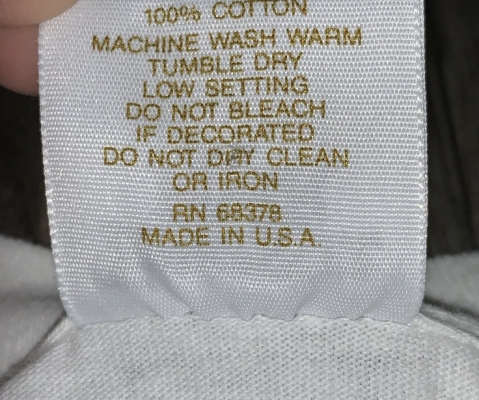 100% COTTON
MACHINE WASH WARM
TUMBLE DRY
LOW SETTING
DO NOT BLEACH
IF DECORATED
DO NOT DRY CLEAN
OR IRON
RN 68378
MADE IN U.S.A.